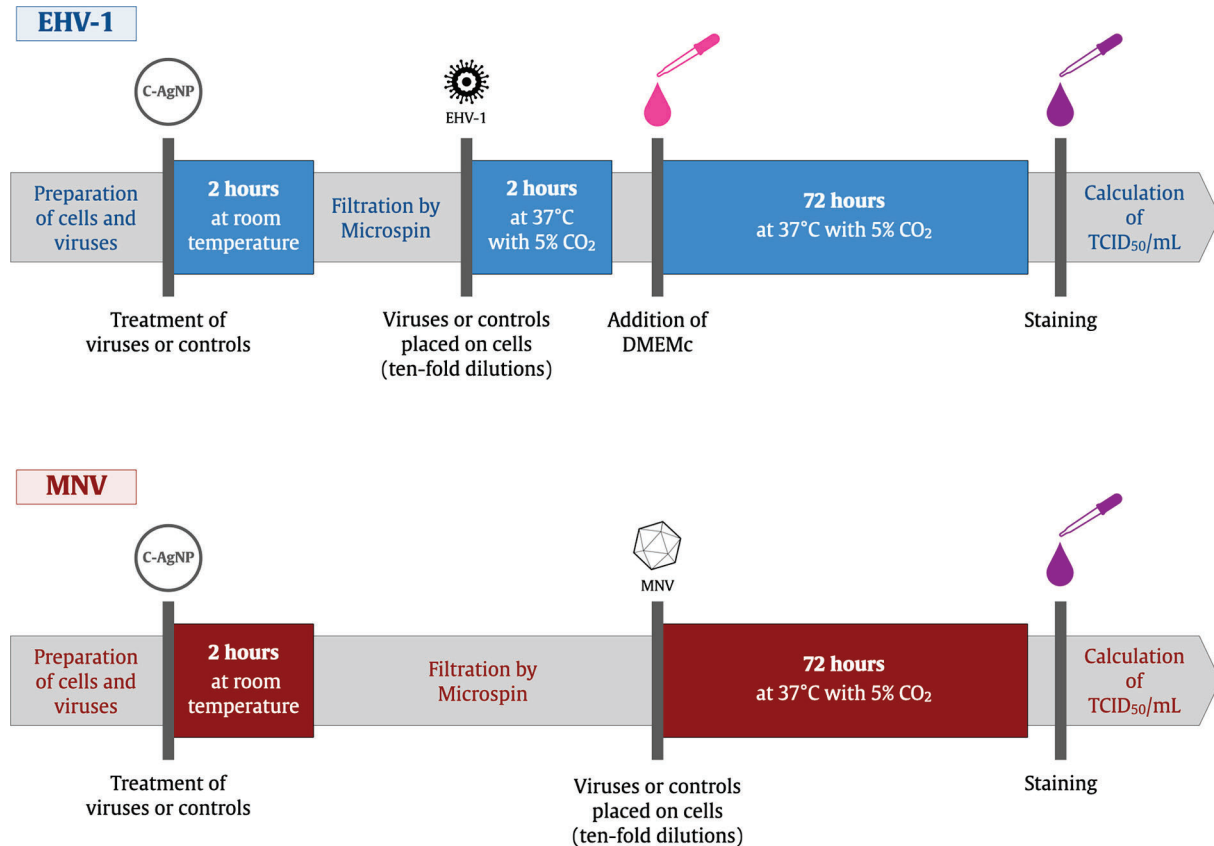 EHV-1
C-AgNP
EHV-1
Preparation
of cells and
viruses
2 hours
at room
temperature
Filtration by
Microspin
2 hours
at 37°C
with 5% CO₂
72 hours
at 37°C with 5% CO₂
Calculation
of
TCID₅₀/mL
Treatment of
viruses or controls
Viruses or controls
placed on cells
(ten-fold dilutions)
Addition of
DMEMc
Staining
MNV
C-AgNP
MNV
Preparation
of cells and
viruses
2 hours
at room
temperature
Filtration by
Microspin
72 hours
at 37°C with 5% CO₂
Calculation
of
TCID₅₀/mL
Treatment of
viruses or controls
Viruses or controls
placed on cells
(ten-fold dilutions)
Staining